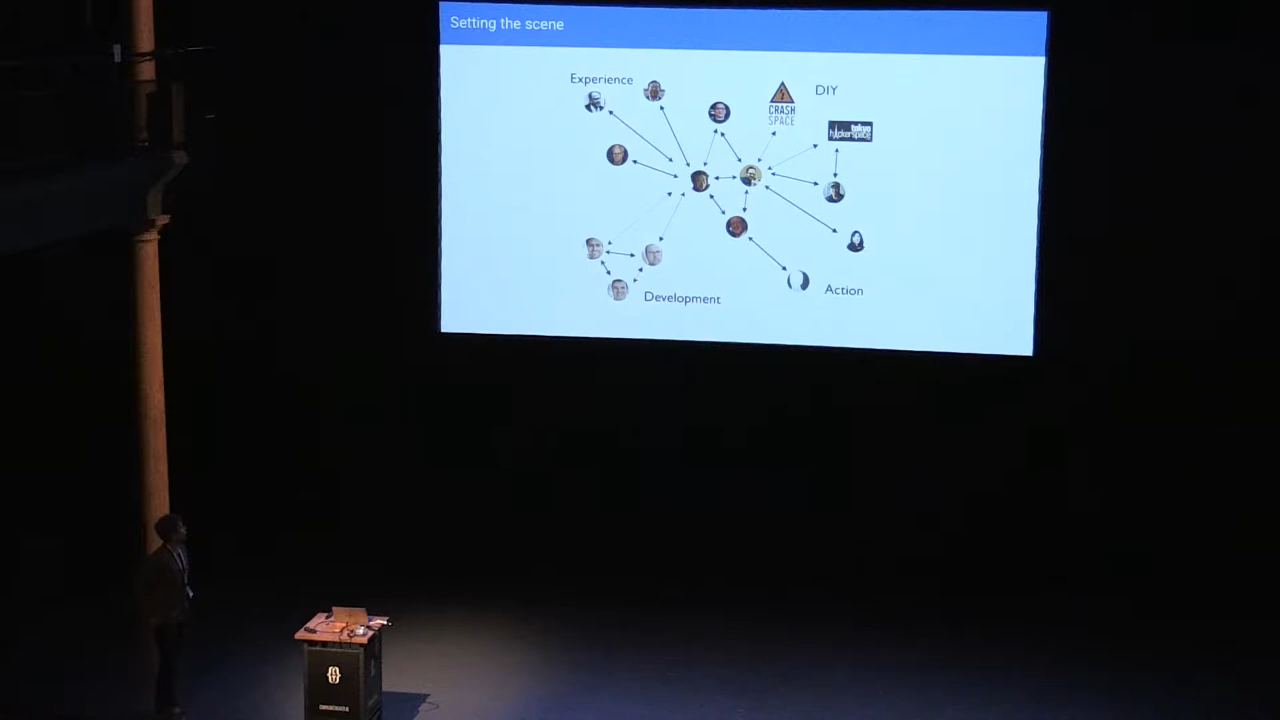 Setting the scene
Experience
DIY
CRASH
SPACE
tokyo
hackerspace
Development
Action